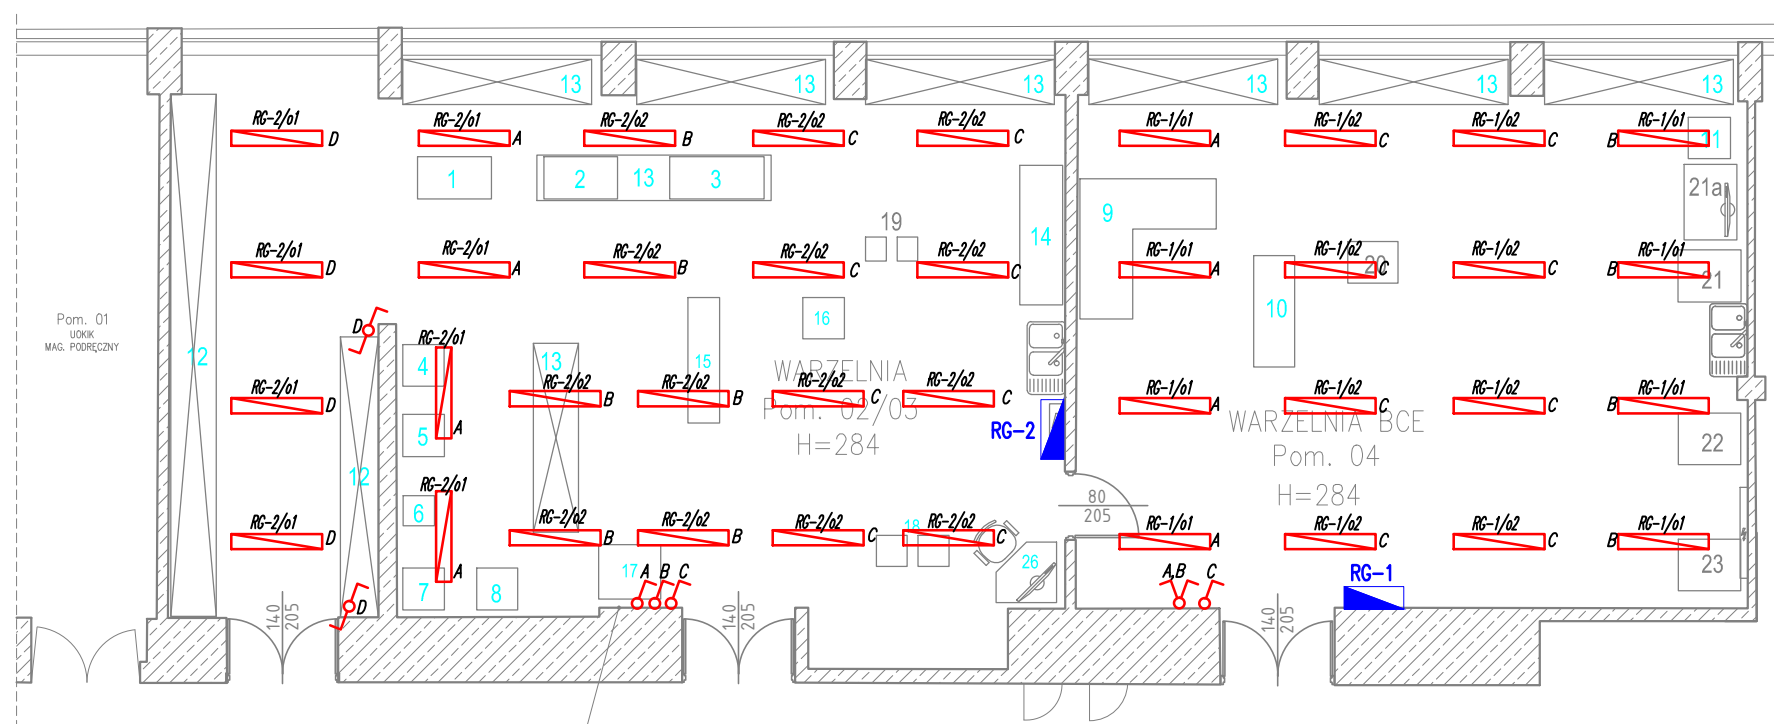 13 13 13 13 13 13
RG-2/o1 RG-2/o1 RG-2/o2 RG-2/o2 RG-2/o2 RG-1/o1 RG-1/o2 RG-1/o2 RG-1/o1
D A B C C A C C B 11
1 2 13 3 21a
9
19
14
RG-2/o1 RG-2/o1 RG-2/o2 RG-2/o2 RG-2/o2 RG-1/o1 RG-1/o2 RG-1/o2 RG-1/o1
D A B C C A 20 C C B 21
10
Pom. 01
UOKIK
MAG. PODRĘCZNY
D
16
RG-2/o1
12 4 13 15
WARZELNIA
Pom. 02/03
H=284
RG-2/o1 RG-2/o2 RG-2/o2 RG-2/o2 RG-2/o2 RG-1/o1 RG-1/o2 RG-1/o2 RG-1/o1
D B B C C A C C B
5 A
RG-2
WARZELNIA BCE
Pom. 04
H=284
22
12
RG-2/o1
6
80
205
RG-2/o1 RG-2/o2 RG-2/o2 RG-2/o2 RG-2/o2 RG-1/o1 RG-1/o2 RG-1/o2 RG-1/o1
18
D B B C C A C C B
26
23
A
7 8 17
A B C
A,B C
RG-1
D
140
205
140
205
140
205